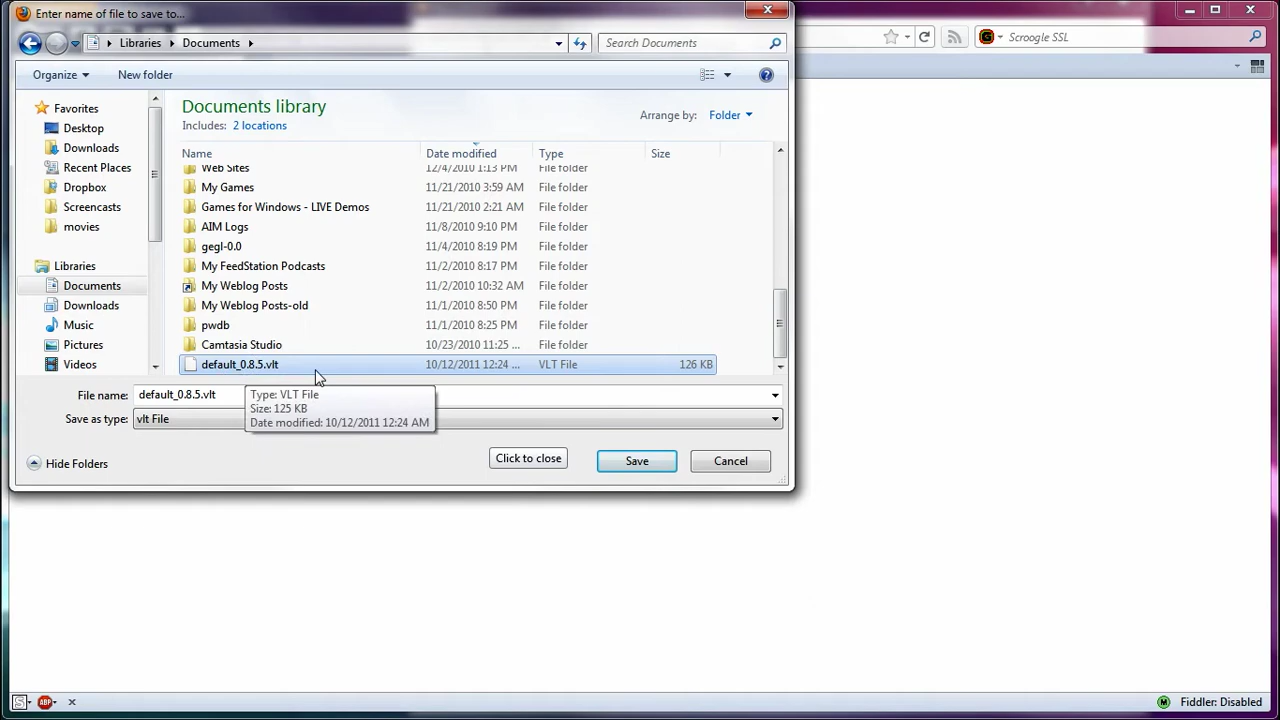 Enter name of file to save to...
Libraries Documents
Search Documents
Scroogle SSL
Organize
New folder
Documents library
Includes: 2 locations
Arrange by: Folder
Favorites
Desktop
Downloads
Recent Places
Dropbox
Screencasts
movies
Libraries
Documents
Downloads
Music
Pictures
Videos
Name Date modified Type Size
Web Sites 12/4/2010 1:13 PM File folder
My Games 11/21/2010 3:59 AM File folder
Games for Windows - LIVE Demos 11/21/2010 2:21 AM File folder
AIM Logs 11/8/2010 9:10 PM File folder
gegl-0.0 11/4/2010 8:19 PM File folder
My FeedStation Podcasts 11/2/2010 8:17 PM File folder
My Weblog Posts 11/2/2010 10:32 AM File folder
My Weblog Posts-old 11/1/2010 8:50 PM File folder
pwdb 11/1/2010 8:25 PM File folder
Camtasia Studio 10/23/2010 11:25 ... File folder
default_0.8.5.vlt 10/12/2011 12:24 ... VLT File 126 KB
File name: default_0.8.5.vlt
Type: VLT File
Size: 125 KB
Date modified: 10/12/2011 12:24 AM
Save as type: vlt File
Hide Folders
Click to close
Save
Cancel
S
ABP
M
Fiddler: Disabled